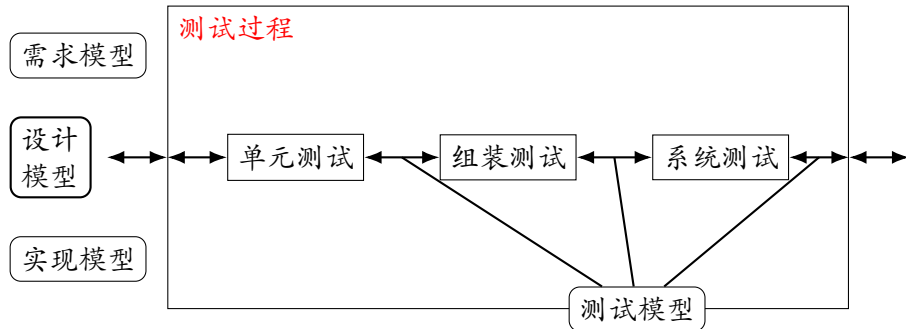 测试过程
需求模型
设计
模型
单元测试
组装测试
系统测试
实现模型
测试模型